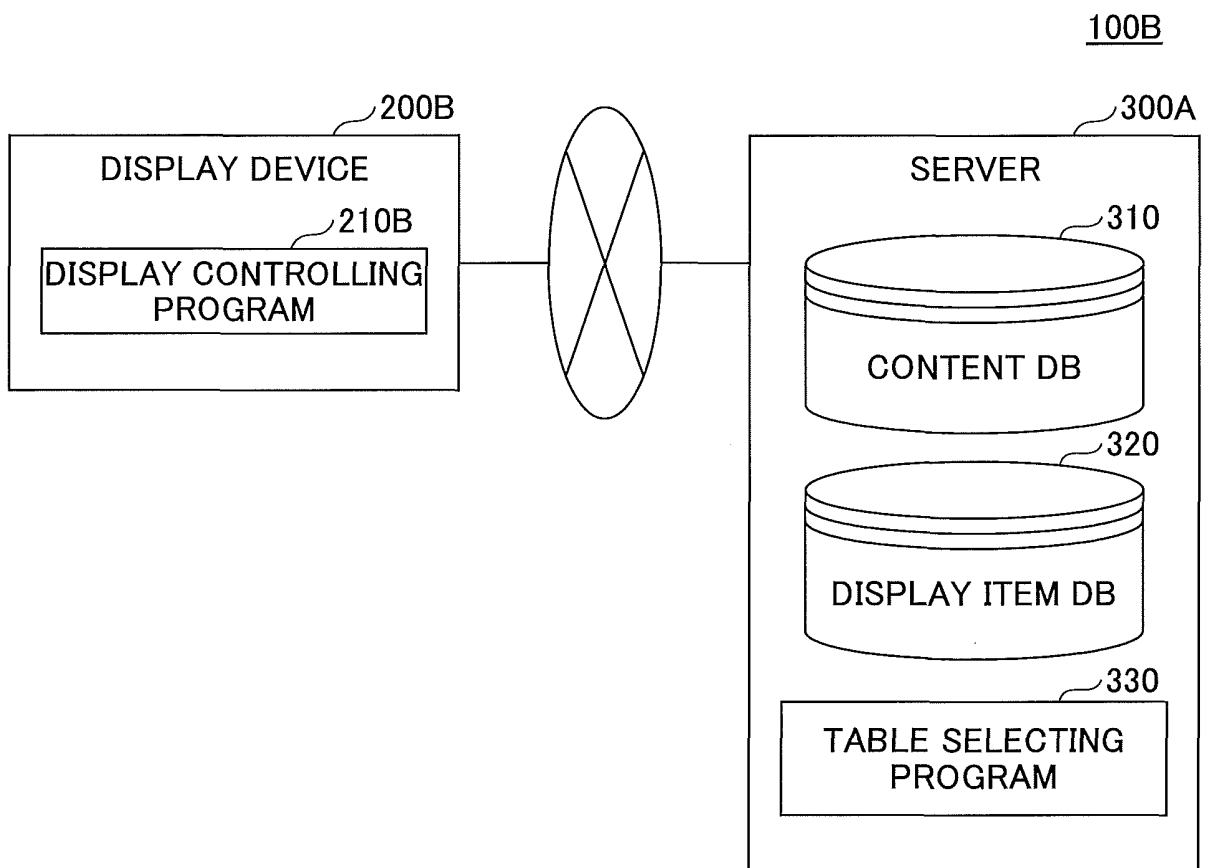 100B
200B
DISPLAY DEVICE
210B
DISPLAY CONTROLLING
PROGRAM
300A
SERVER
310
CONTENT DB
320
DISPLAY ITEM DB
330
TABLE SELECTING
PROGRAM